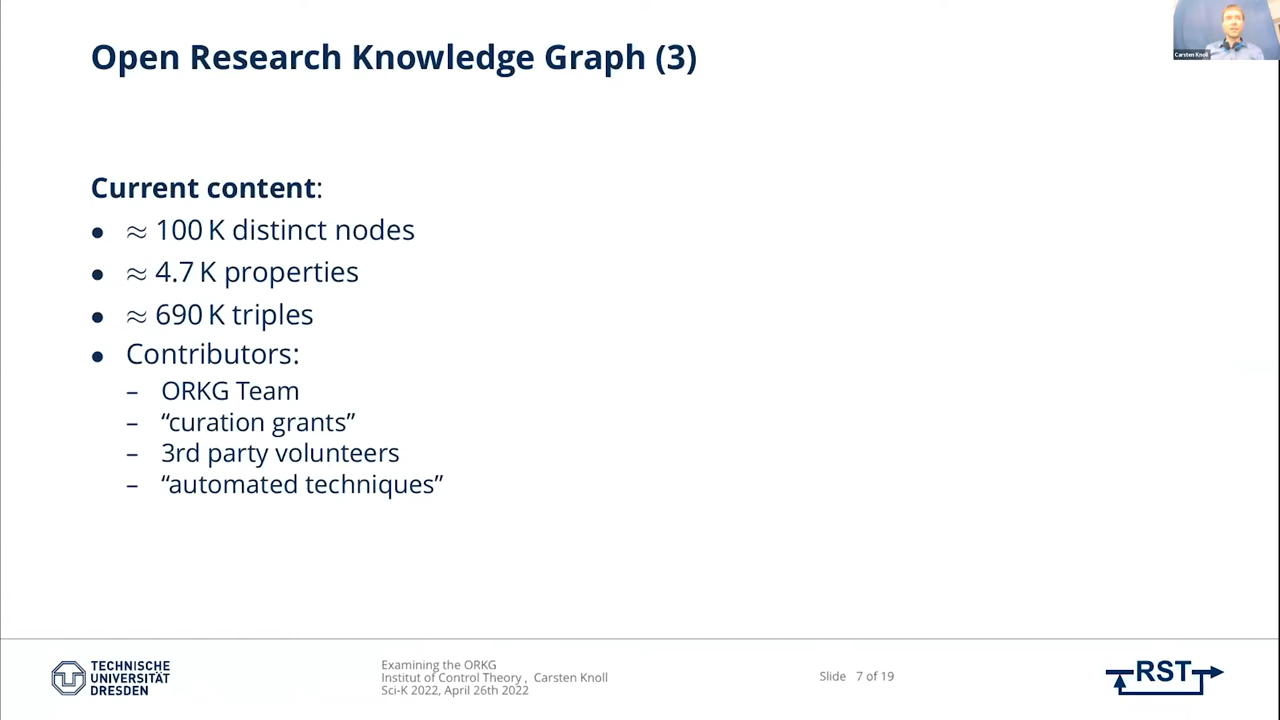 Open Research Knowledge Graph (3)
Carsten Knoll
Current content:
• ≈ 100 K distinct nodes
• ≈ 4.7 K properties
• ≈ 690 K triples
• Contributors:
– ORKG Team
– “curation grants”
– 3rd party volunteers
– “automated techniques”
TECHNISCHE
UNIVERSITÄT
DRESDEN
Examining the ORKG
Institut of Control Theory , Carsten Knoll
Sci-K 2022, April 26th 2022
Slide 7 of 19
RST